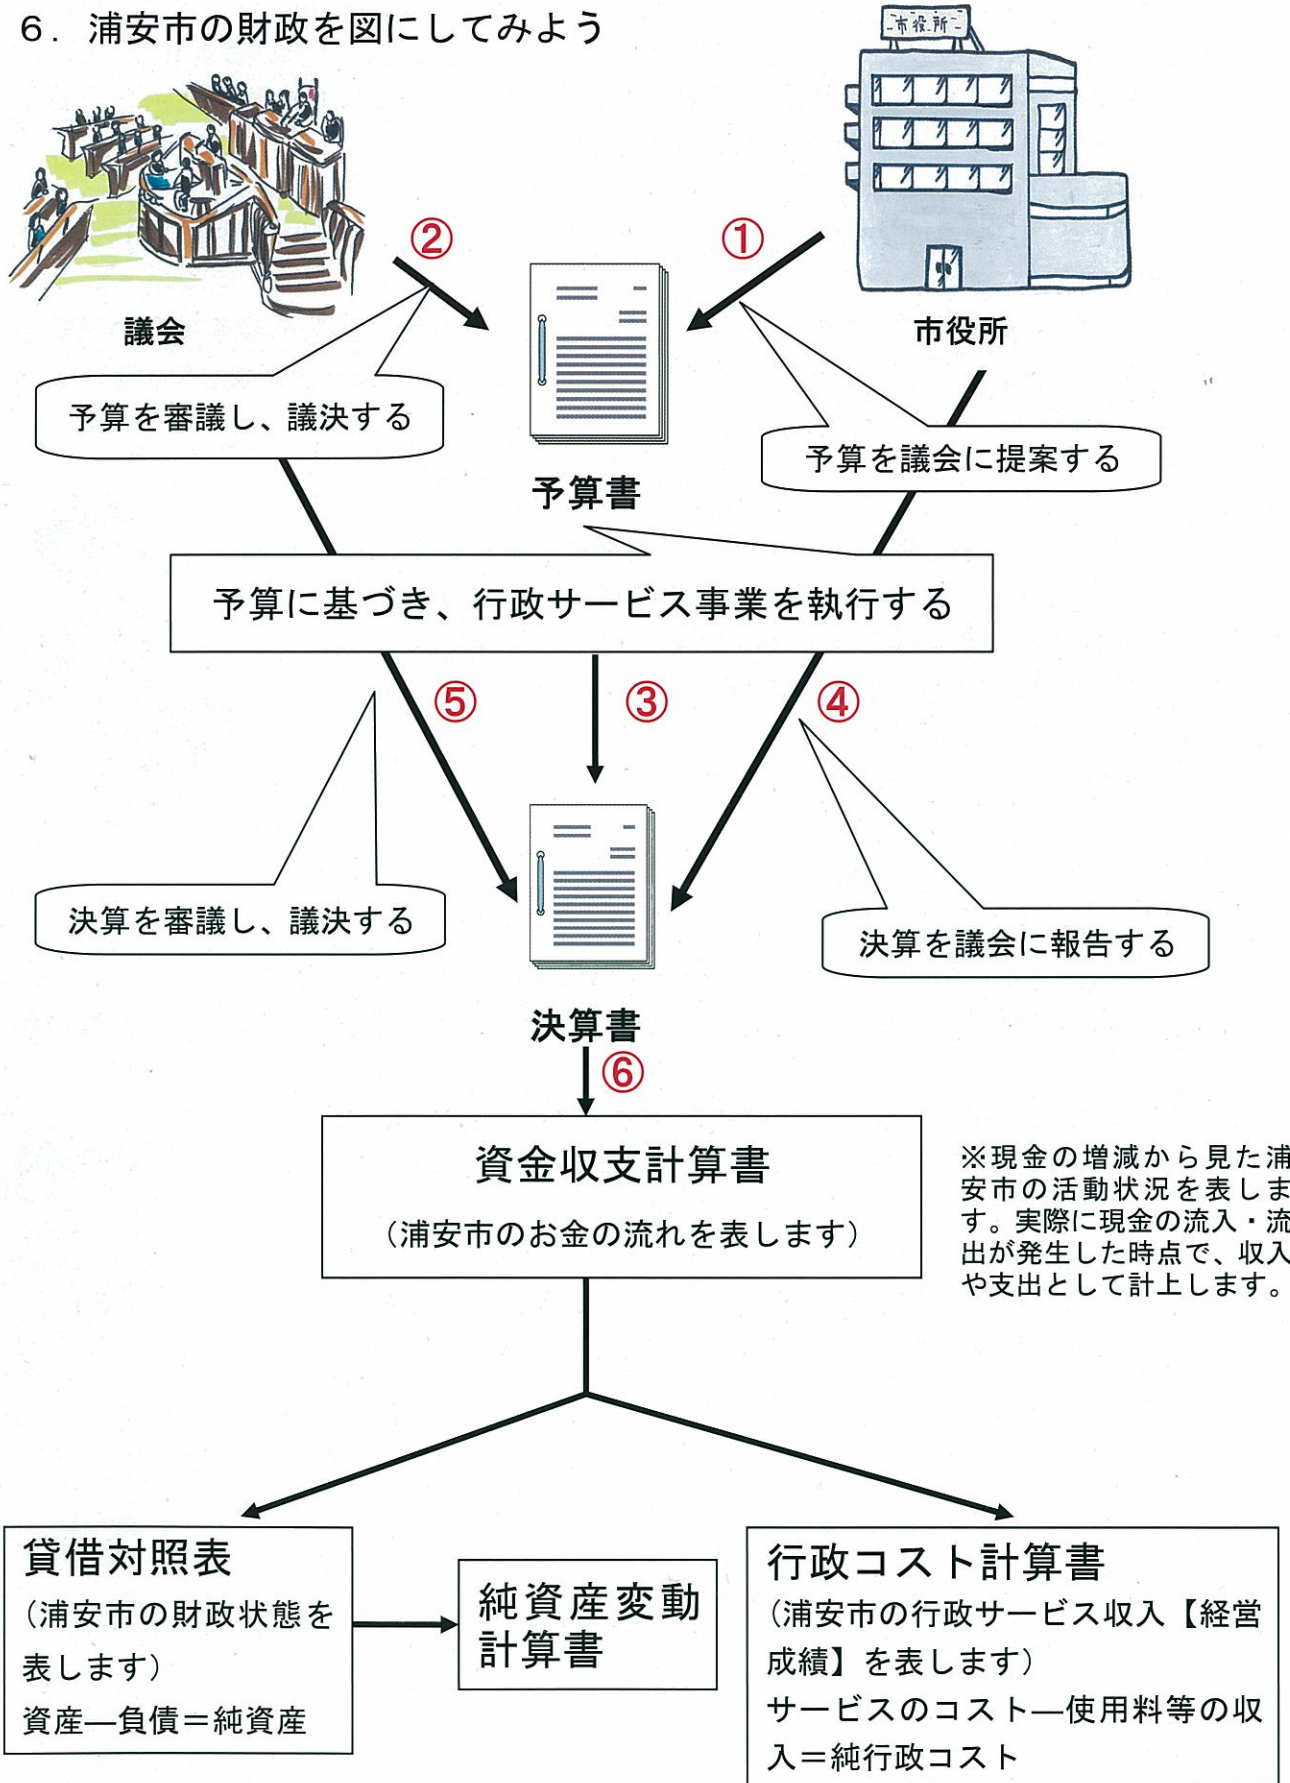 ６．浦安市の財政を図にしてみよう
市役所
②
①
議会
市役所
予算を審議し、議決する
予算を議会に提案する
予算書
予算に基づき、行政サービス事業を執行する
⑤
③
④
決算を審議し、議決する
決算を議会に報告する
決算書
⑥
資金収支計算書
（浦安市のお金の流れを表します）
※現金の増減から見た浦
安市の活動状況を表しま
す。実際に現金の流入・流
出が発生した時点で、収入
や支出として計上します。
貸借対照表
（浦安市の財政状態を
表します）
資産―負債＝純資産
純資産変動
計算書
行政コスト計算書
（浦安市の行政サービス収入【経営
成績】を表します）
サービスのコスト―使用料等の収
入＝純行政コスト